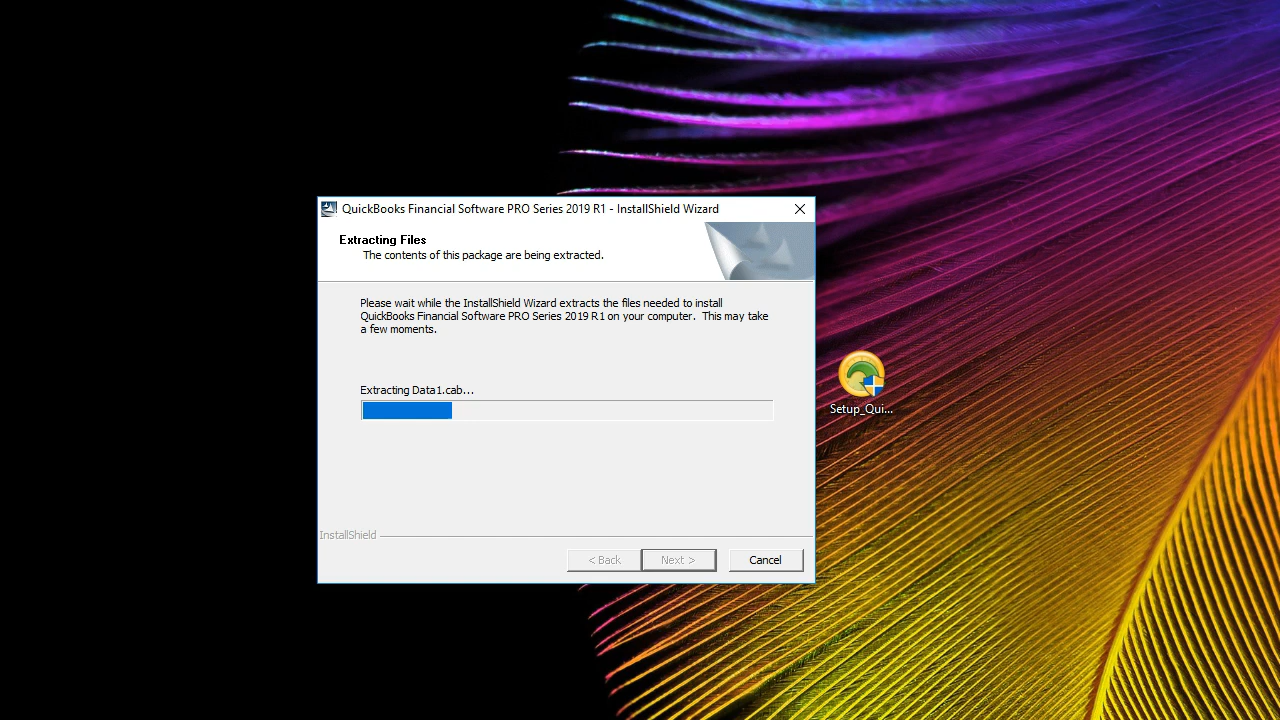 QuickBooks Financial Software PRO Series 2019 R1 - InstallShield Wizard
Extracting Files
The contents of this package are being extracted.
Please wait while the InstallShield Wizard extracts the files needed to install
QuickBooks Financial Software PRO Series 2019 R1 on your computer.  This may take
a few moments.
Extracting Data1.cab...
Setup_Qui...
InstallShield
< Back
Next >
Cancel